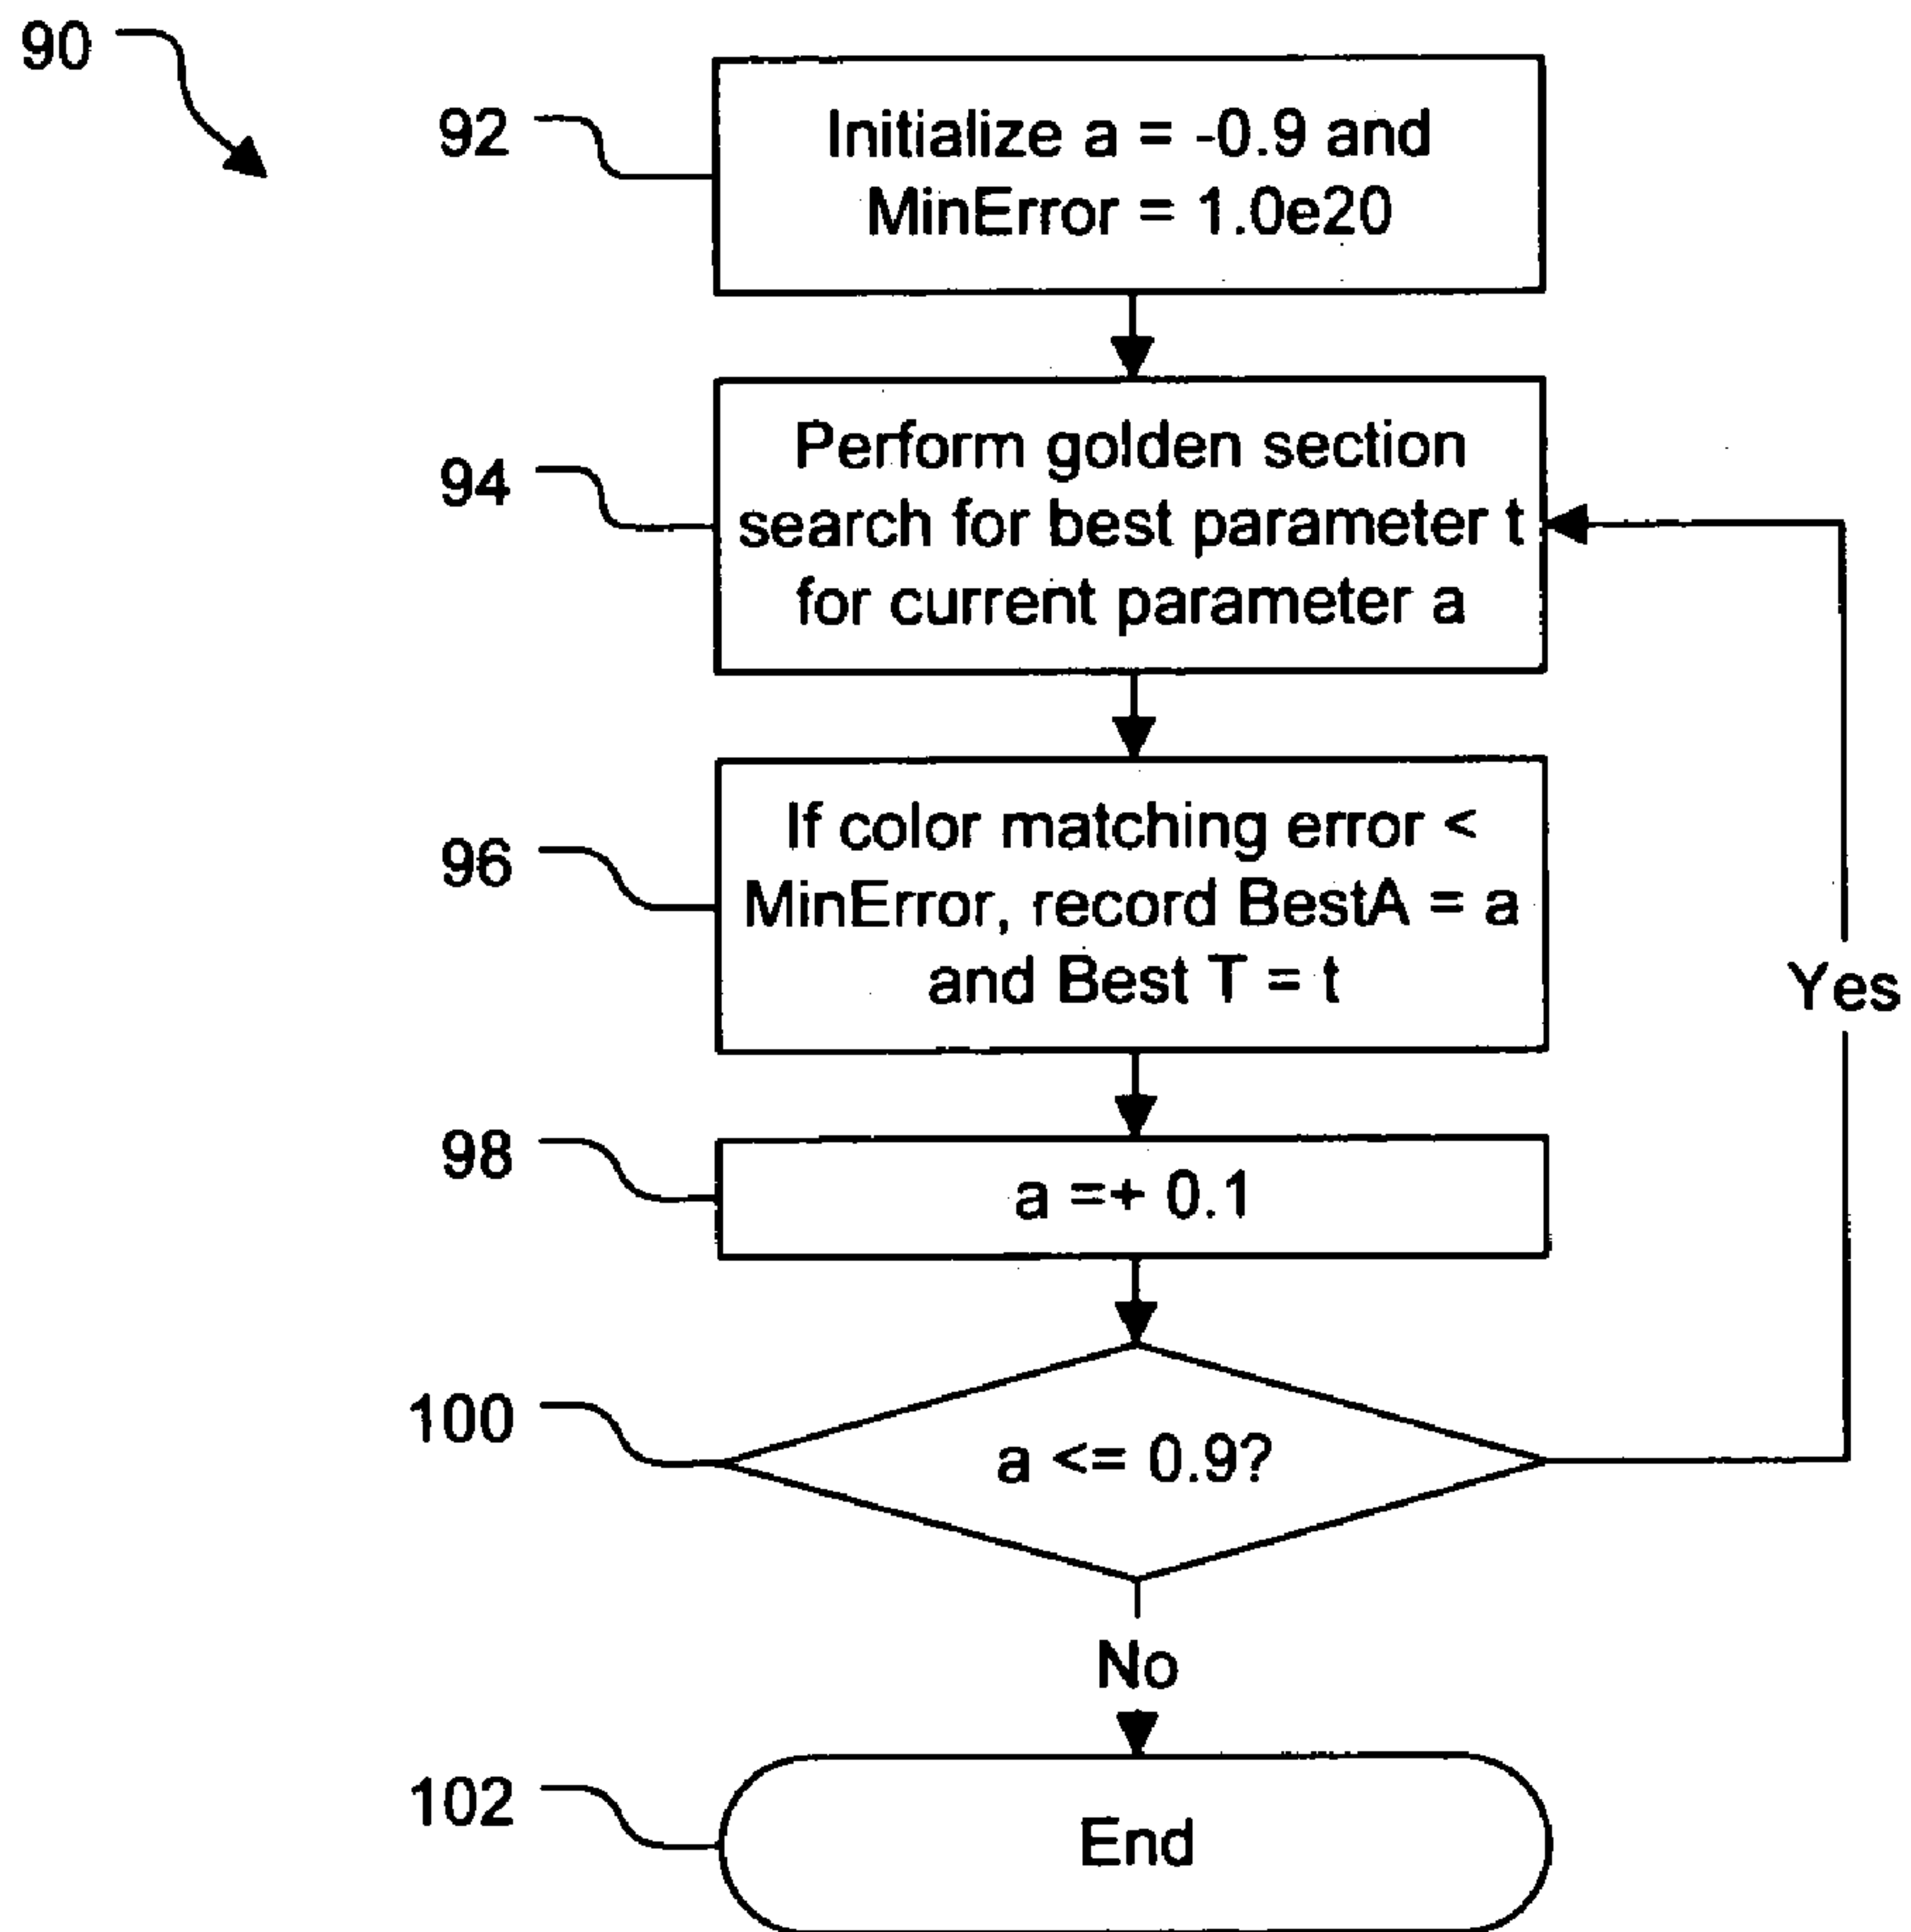 90
92
Initialize a = -0.9 and
MinError = 1.0e20
94
Perform golden section
search for best parameter t
for current parameter a
96
If color matching error <
MinError, record BestA = a
and Best T = t
Yes
98
a =+ 0.1
100
a <= 0.9?
No
102
End